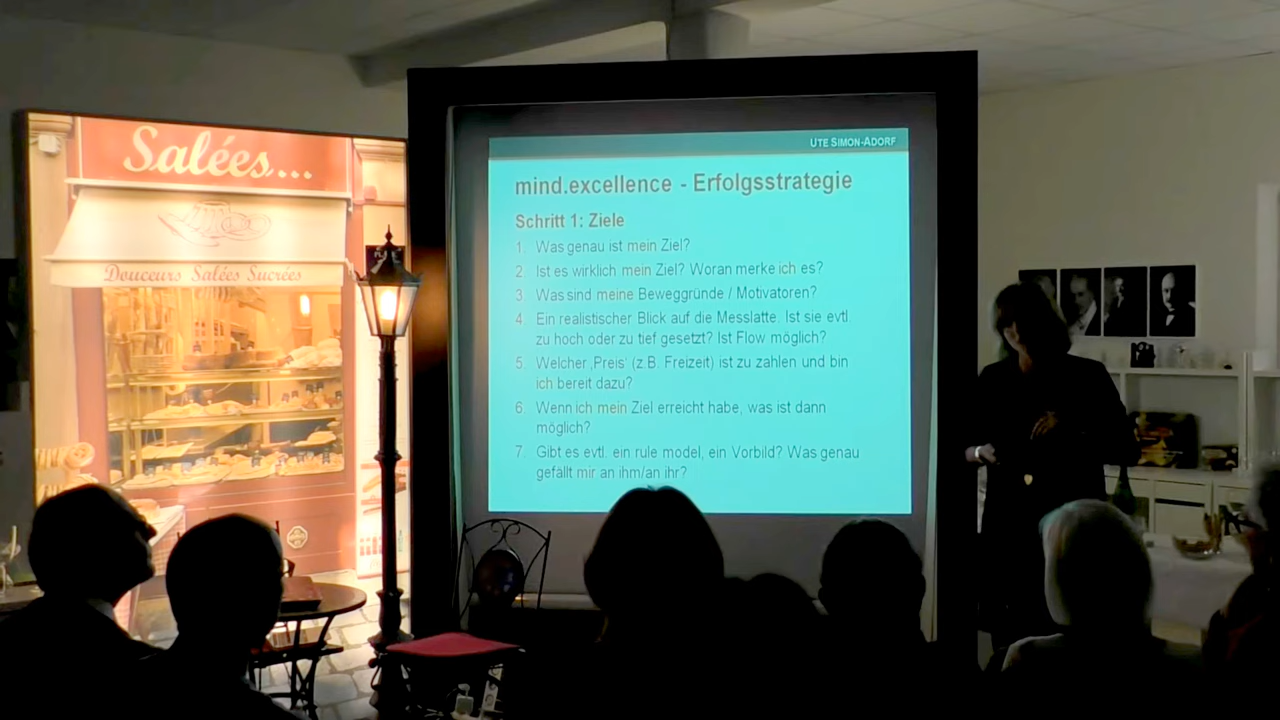 Salées...
Douceurs Salées Sucrées
UTE SIMON-ADORF
mind.excellence - Erfolgsstrategie
Schritt 1: Ziele
1. Was genau ist mein Ziel?
2. Ist es wirklich mein Ziel? Woran merke ich es?
3. Was sind meine Beweggründe / Motivatoren?
4. Ein realistischer Blick auf die Messlatte. Ist sie evtl.
zu hoch oder zu tief gesetzt? Ist Flow möglich?
5. Welcher ‚Preis' (z.B. Freizeit) ist zu zahlen und bin
ich bereit dazu?
6. Wenn ich mein Ziel erreicht habe, was ist dann
möglich?
7. Gibt es evtl. ein rule model, ein Vorbild? Was genau
gefällt mir an ihm/an ihr?